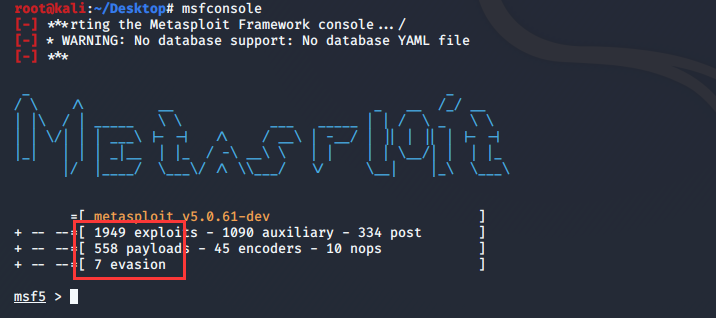 root@kali:~/Desktop# msfconsole
[-] ***rting the Metasploit Framework console.../
[-] * WARNING: No database support: No database YAML file
[-] ***
METASPLOIT
=[ metasploit v5.0.61-dev ]
+ -- --=[ 1949 exploits - 1090 auxiliary - 334 post ]
+ -- --=[ 558 payloads - 45 encoders - 10 nops ]
+ -- --=[ 7 evasion ]
msf5 >